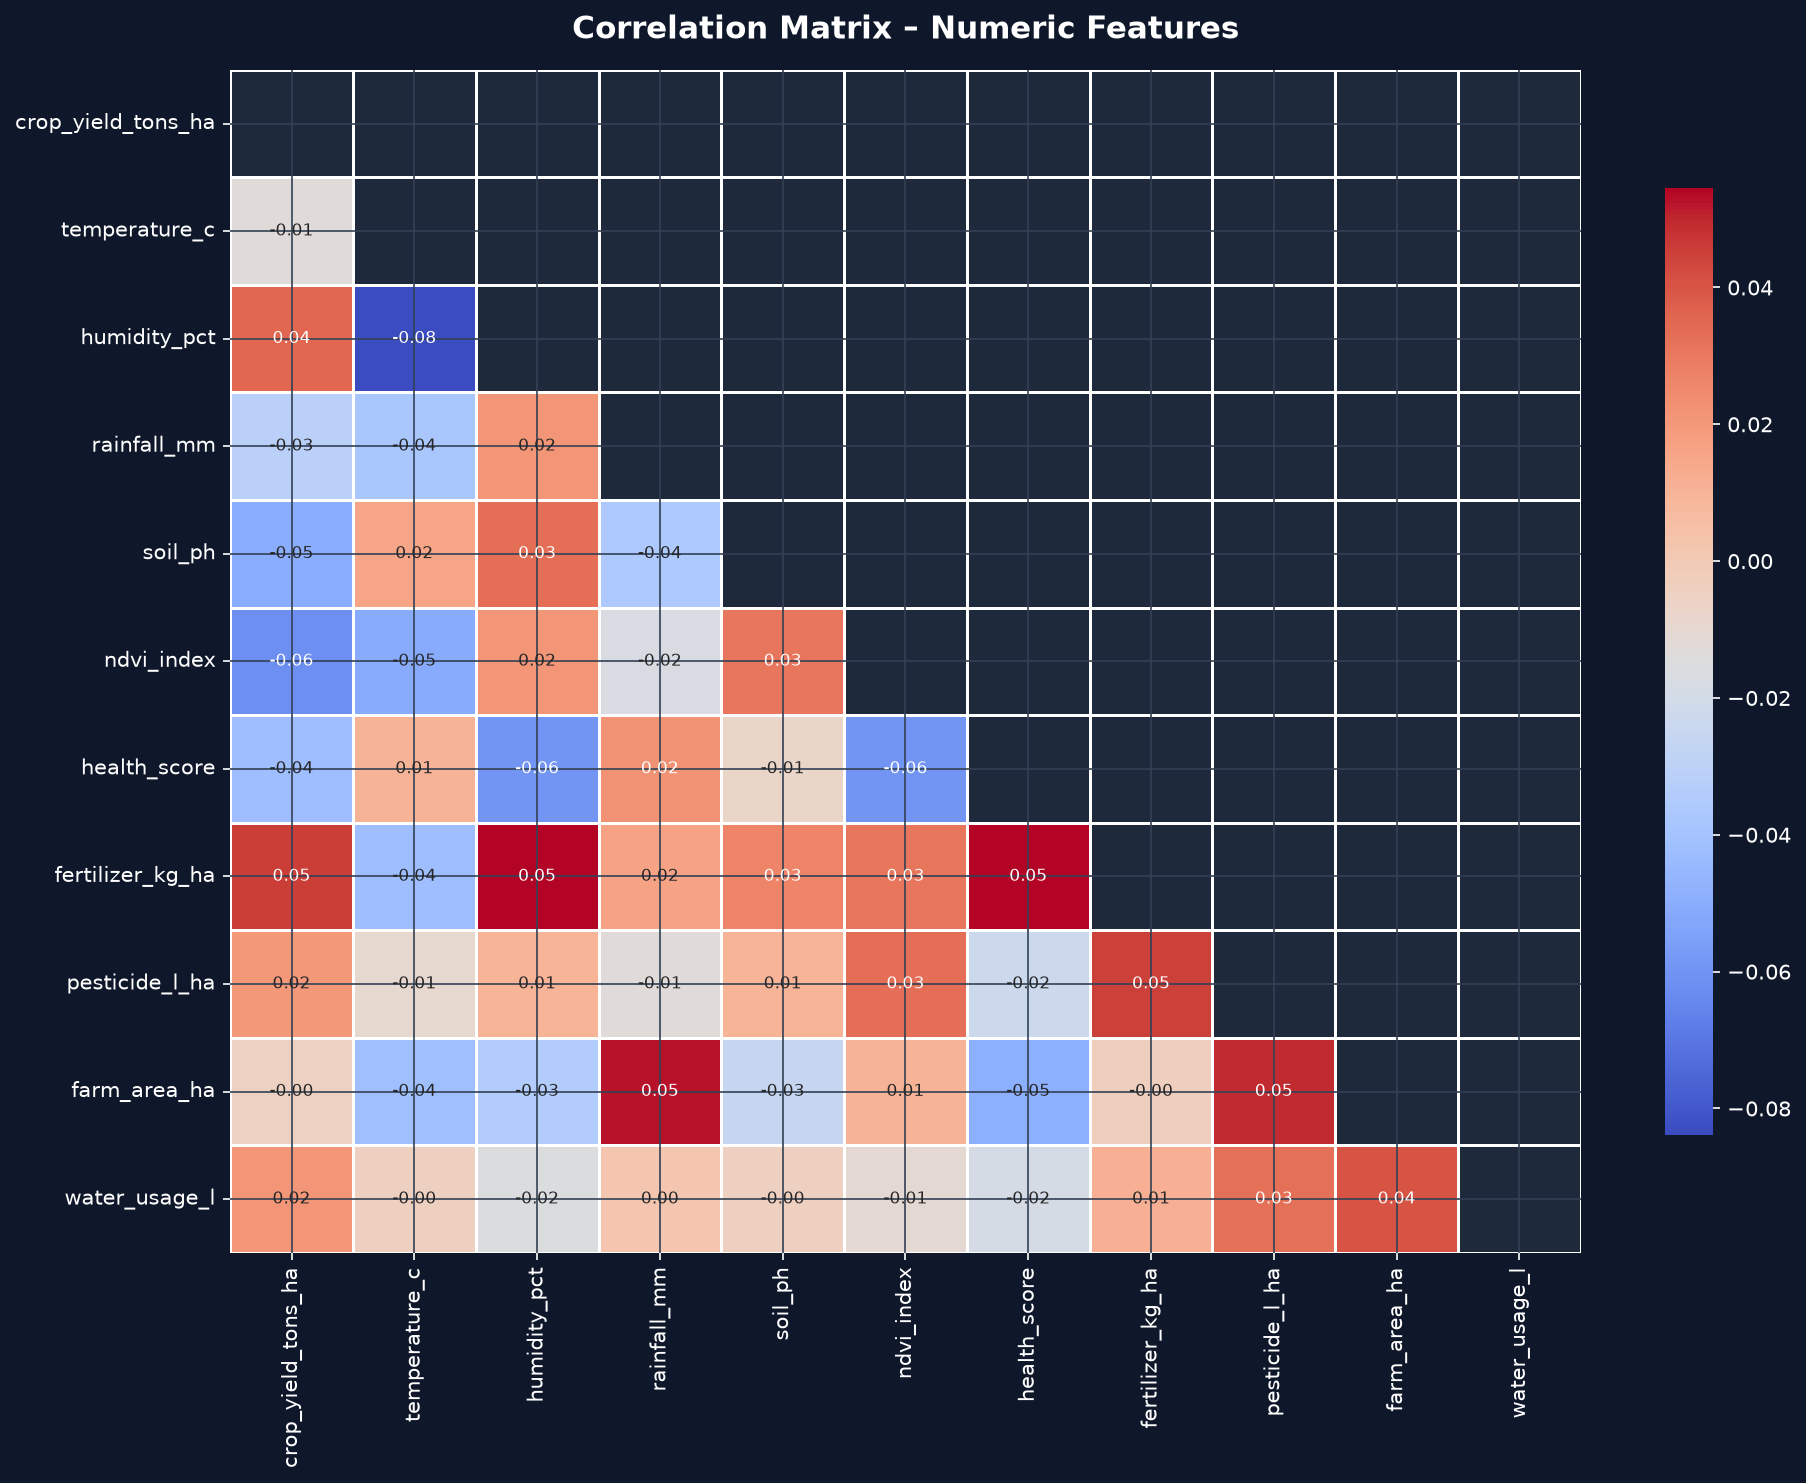 Correlation Matrix – Numeric Features
crop_yield_tons_ha
temperature_c -0.01
humidity_pct 0.04 -0.08
rainfall_mm -0.03 -0.04 0.02
soil_ph -0.05 0.02 0.03 -0.04
ndvi_index -0.06 -0.05 0.02 -0.02 0.03
health_score -0.04 0.01 -0.06 0.02 -0.01 -0.06
fertilizer_kg_ha 0.05 -0.04 0.05 0.02 0.03 0.03 0.05
pesticide_l_ha 0.02 -0.01 0.01 -0.01 0.01 0.03 -0.02 0.05
farm_area_ha -0.00 -0.04 -0.03 0.05 -0.03 0.01 -0.05 -0.00 0.05
water_usage_l 0.02 -0.00 -0.02 0.00 -0.00 -0.01 -0.02 0.01 0.03 0.04
crop_yield_tons_ha
temperature_c
humidity_pct
rainfall_mm
soil_ph
ndvi_index
health_score
fertilizer_kg_ha
pesticide_l_ha
farm_area_ha
water_usage_l
0.04
0.02
0.00
−0.02
−0.04
−0.06
−0.08